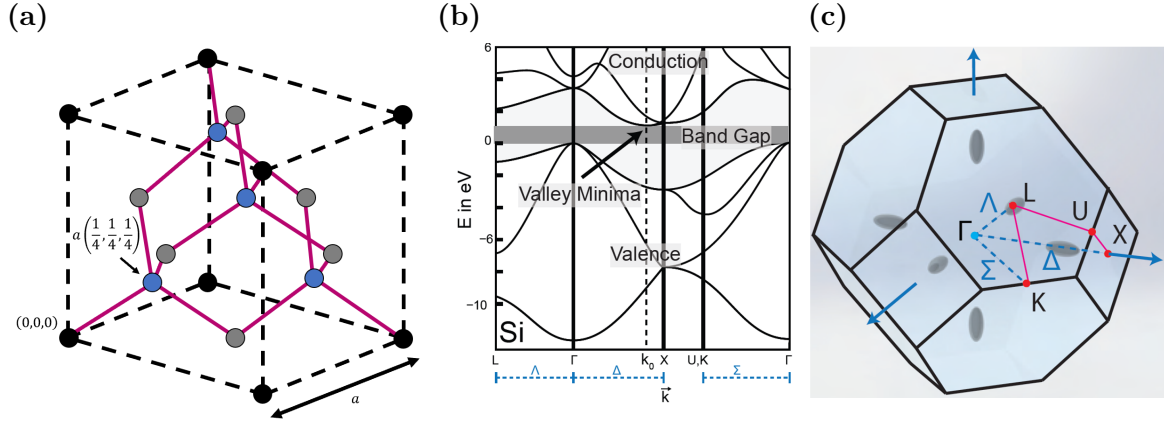 (a)
a(1/4, 1/4, 1/4)
(0,0,0)
a
(b)
6
0
−6
−10
E in eV
Conduction
Band Gap
Valley Minima
Valence
Si
L Γ k₀ X U,K Γ
Λ Δ Σ
k⃗
(c)
Λ
L
U
X
Γ
Δ
Σ
K